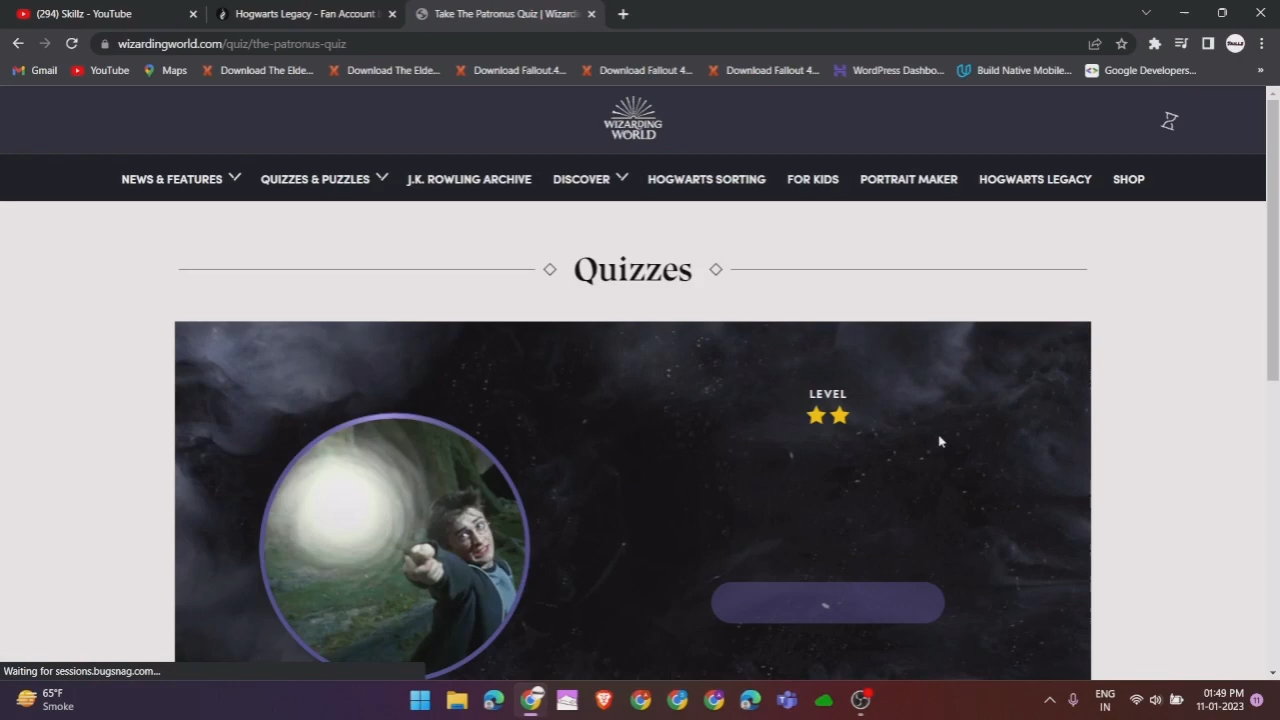 (294) Skillz - YouTube
Hogwarts Legacy - Fan Account
Take The Patronus Quiz | Wizardi
wizardingworld.com/quiz/the-patronus-quiz
Gmail
YouTube
Maps
Download The Elde...
Download The Elde...
Download Fallout.4...
Download Fallout 4...
Download Fallout 4...
WordPress Dashbo...
Build Native Mobile...
Google Developers...
»
WIZARDING
WORLD
NEWS & FEATURES
QUIZZES & PUZZLES
J.K. ROWLING ARCHIVE
DISCOVER
HOGWARTS SORTING
FOR KIDS
PORTRAIT MAKER
HOGWARTS LEGACY
SHOP
Quizzes
LEVEL
Waiting for sessions.bugsnag.com...
65°F
Smoke
ENG
IN
01:49 PM
11-01-2023
11